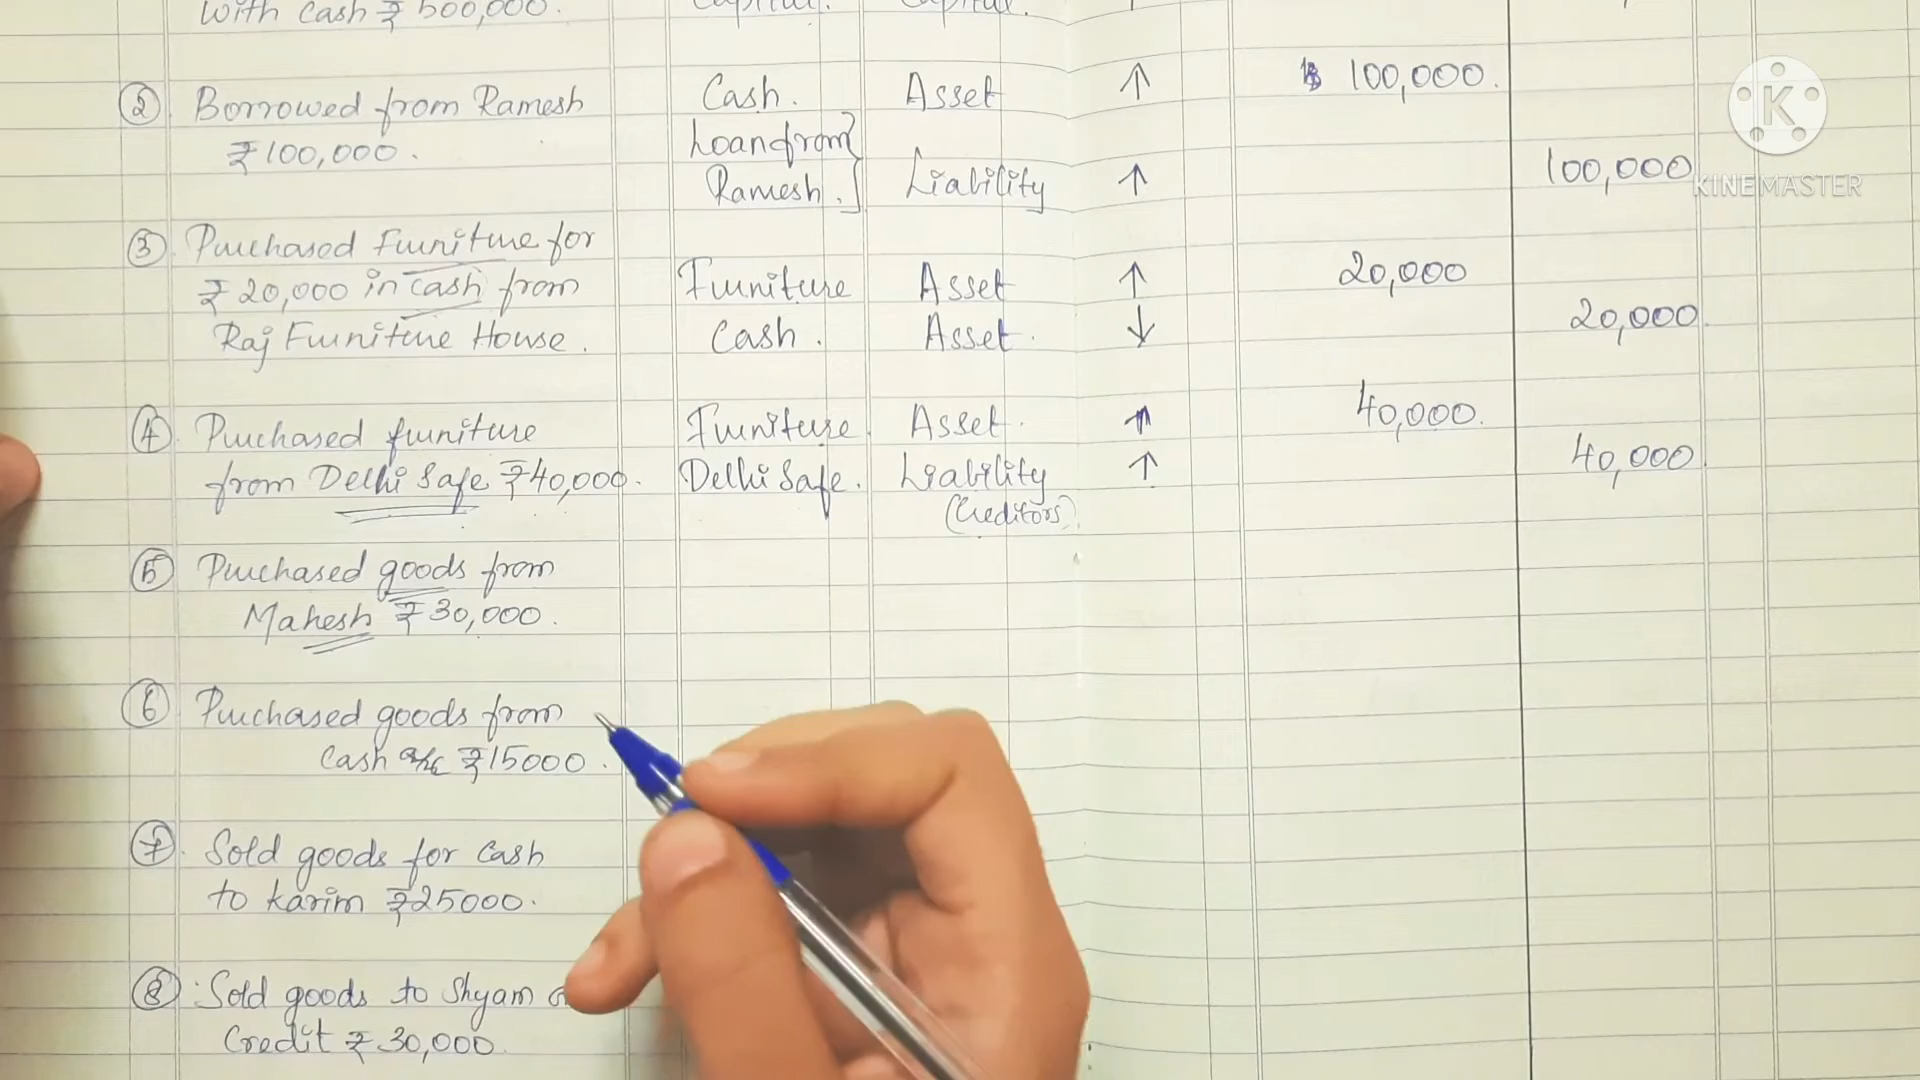 with Cash ₹ 500,000.
Capital. Capital.
② Borrowed from Ramesh Cash. Asset ↑ 100,000.
₹100,000. Loan from}
Ramesh.] Liability ↑ 100,000
③ Purchased Furniture for
₹20,000 in cash from Furniture Asset ↑ 20,000
Raj Furniture House. Cash. Asset. ↓ 20,000
④ Purchased furniture Furniture Asset. ↑ 40,000.
from Delhi Safe ₹40,000. Delhi Safe. Liability ↑ 40,000
(Creditors)
⑤ Purchased goods from
Mahesh ₹30,000.
⑥ Purchased goods from
Cash a/c ₹15000.
⑦. Sold goods for Cash
to Karim ₹25000.
⑧. Sold goods to Shyam
Credit ₹30,000.
K
KINEMASTER